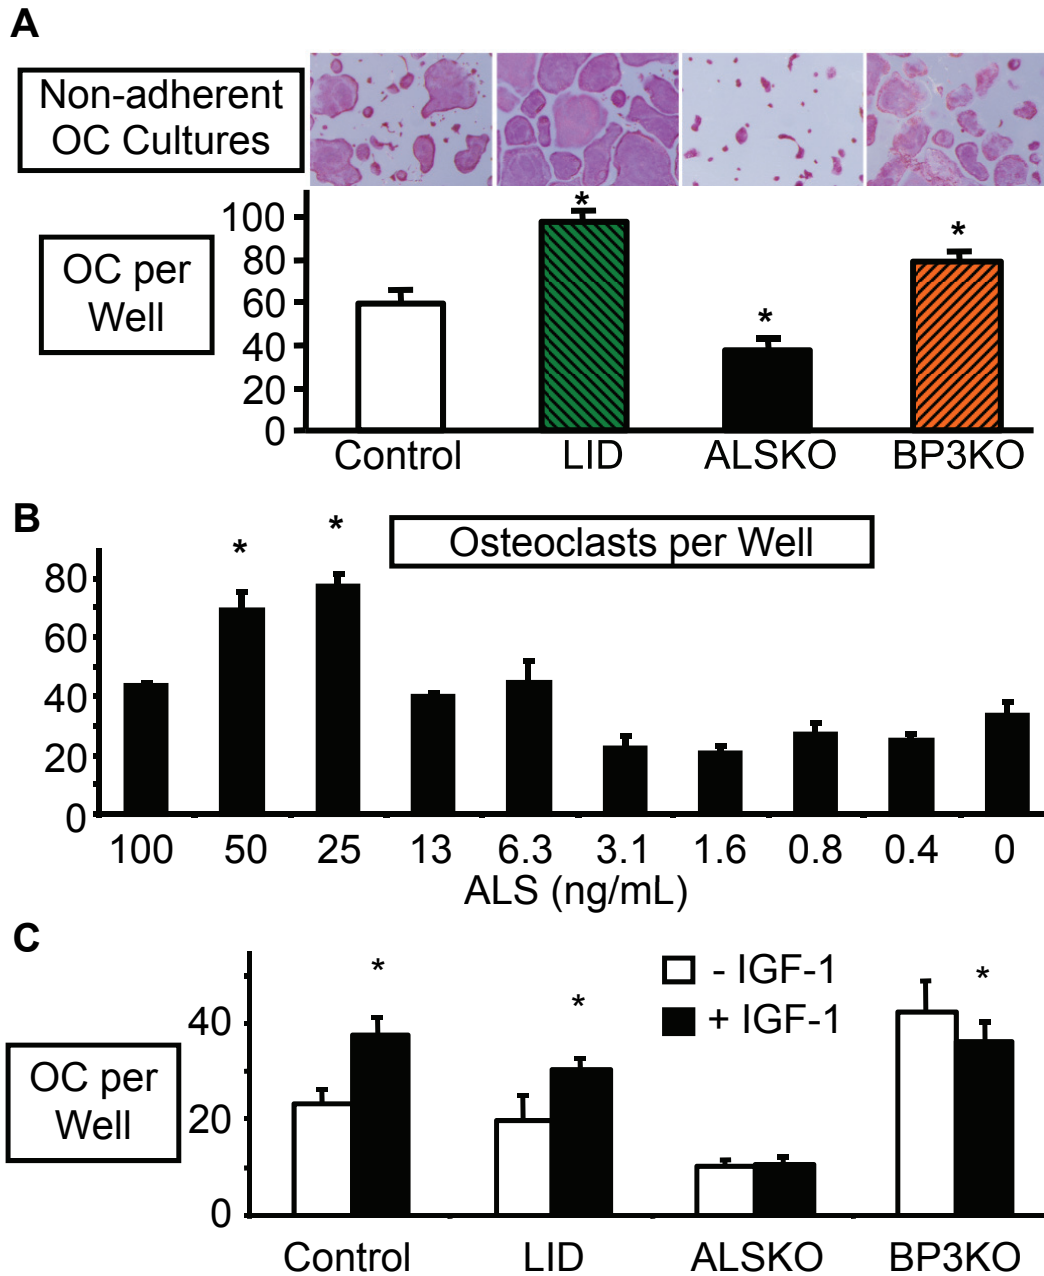 A
Non-adherent
OC Cultures
OC per
Well
100
80
60
40
20
0
*
*
*
Control LID ALSKO BP3KO
B
Osteoclasts per Well
*
*
80
60
40
20
0
100 50 25 13 6.3 3.1 1.6 0.8 0.4 0
ALS (ng/mL)
C
- IGF-1
+ IGF-1
*
*
*
OC per
Well
40
20
0
Control LID ALSKO BP3KO